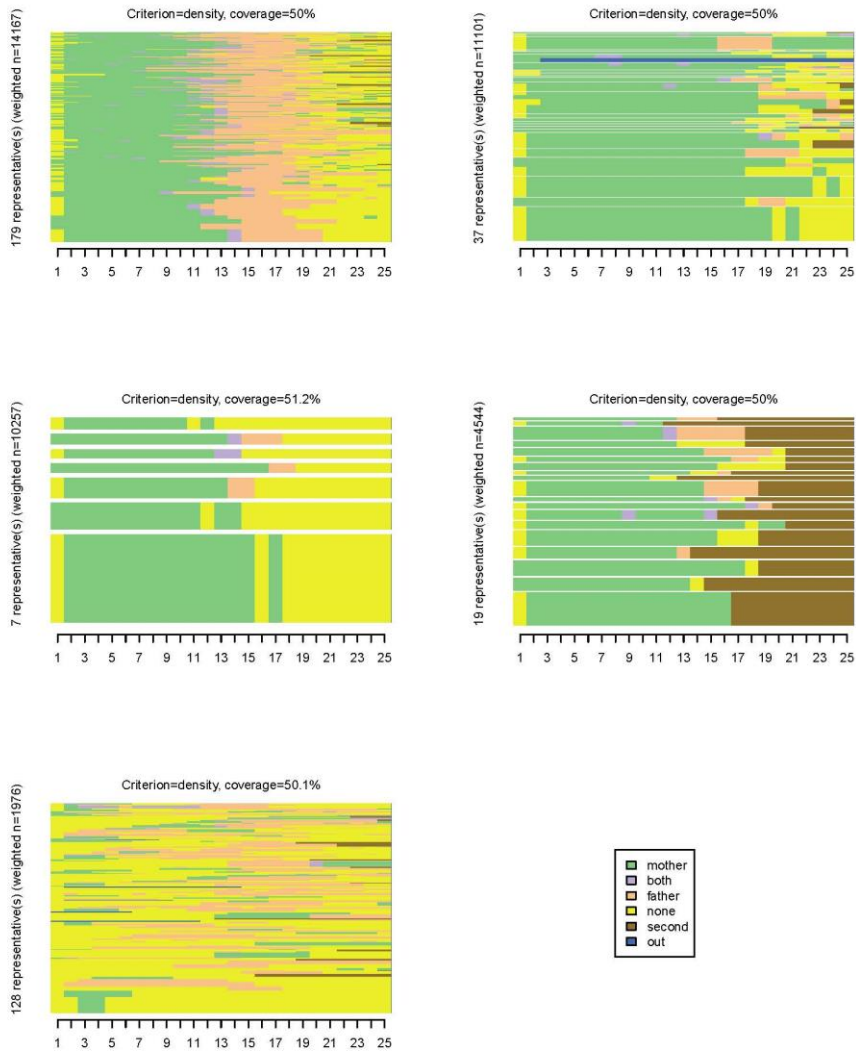 Criterion=density, coverage=50%
179 representative(s) (weighted n=14167)
1 3 5 7 9 11 13 15 17 19 21 25
Criterion=density, coverage=50%
37 representative(s) (weighted n=11101)
1 3 5 7 9 11 13 15 17 19 21 25
Criterion=density, coverage=51.2%
7 representative(s) (weighted n=10257)
1 3 5 7 9 11 13 15 17 19 21 25
Criterion=density, coverage=50%
19 representative(s) (weighted n=4544)
1 3 5 7 9 11 13 15 17 19 21 25
Criterion=density, coverage=50.1%
128 representative(s) (weighted n=1976)
1 3 5 7 9 11 13 15 17 19 21 25
mother
both
father
none
second
out